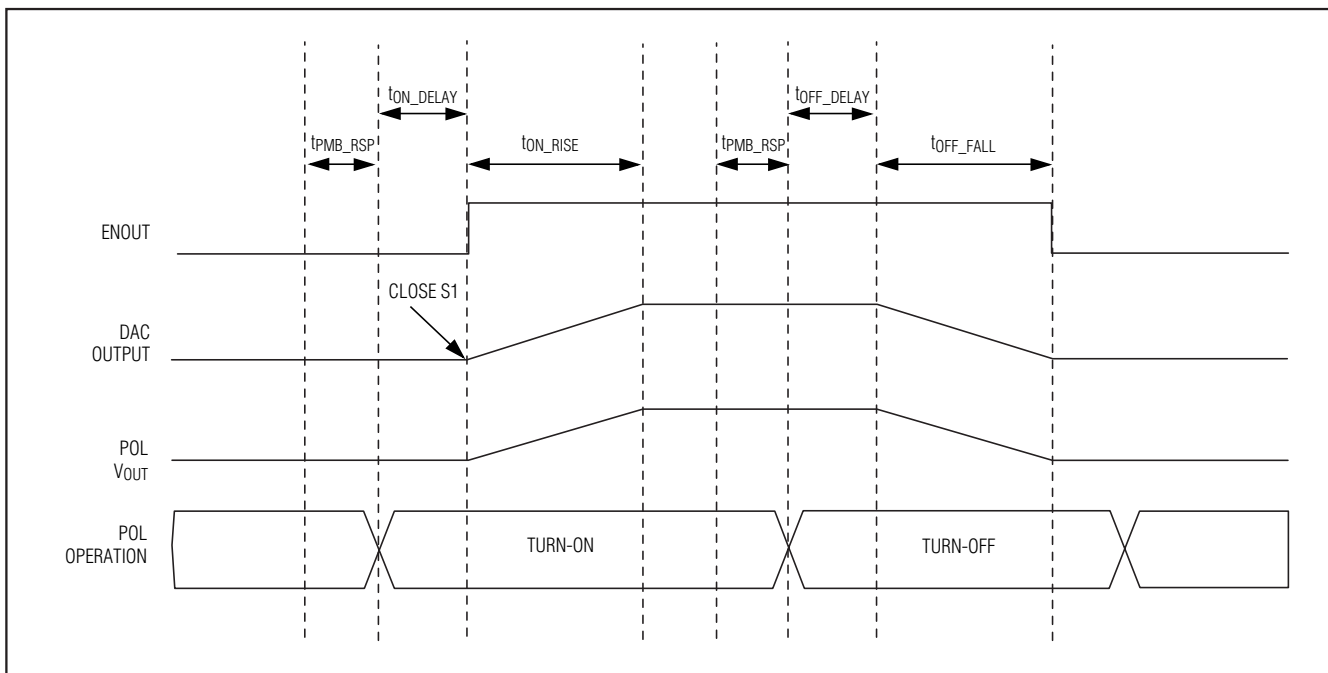 tON_DELAY
tOFF_DELAY
tPMB_RSP
tON_RISE
tPMB_RSP
tOFF_FALL
ENOUT
CLOSE S1
DAC
OUTPUT
POL
VOUT
POL
OPERATION
TURN-ON
TURN-OFF